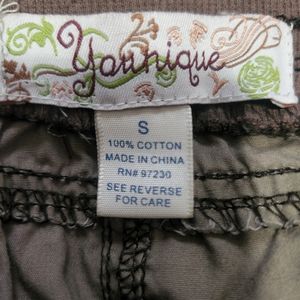 younique
S
100% COTTON
MADE IN CHINA
RN# 97230
SEE REVERSE
FOR CARE